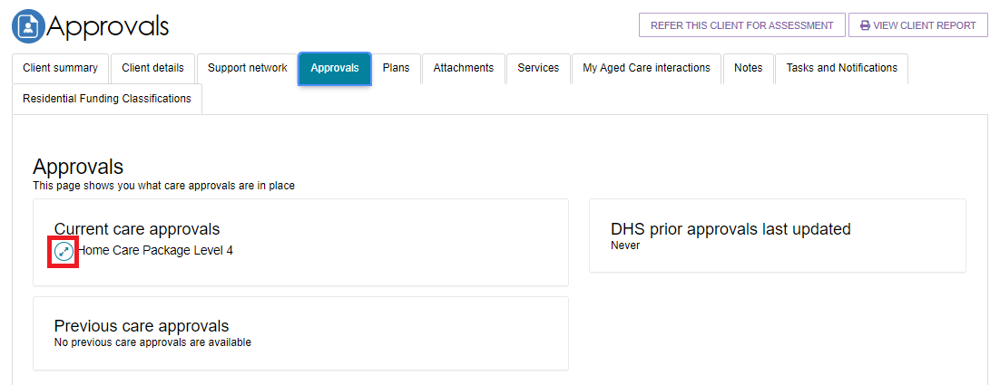 Approvals
REFER THIS CLIENT FOR ASSESSMENT
VIEW CLIENT REPORT
Client summary
Client details
Support network
Approvals
Plans
Attachments
Services
My Aged Care interactions
Notes
Tasks and Notifications
Residential Funding Classifications
Approvals
This page shows you what care approvals are in place
Current care approvals
Home Care Package Level 4
DHS prior approvals last updated
Never
Previous care approvals
No previous care approvals are available